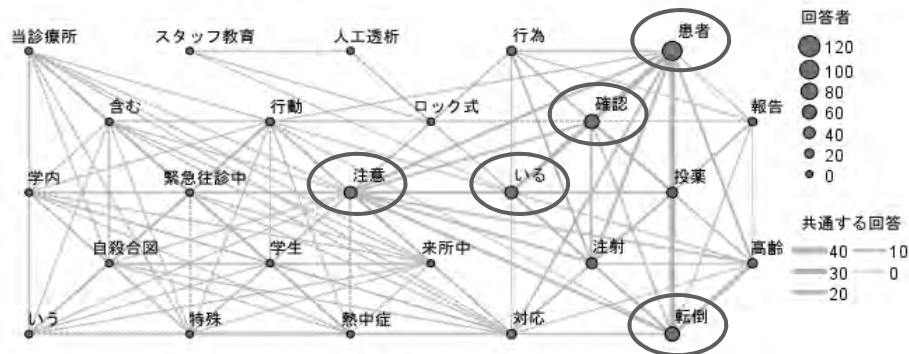 当診療所 スタッフ教育 人工透析 行為 患者
含む 行動 ロック式 確認 報告
学内 緊急往診中 注意 いる 投薬
自殺合図 学生 来所中 注射 高齢
いう 特殊 熱中症 対応 転倒
回答者
120
100
80
60
40
20
0
共通する回答
40 10
30 0
20